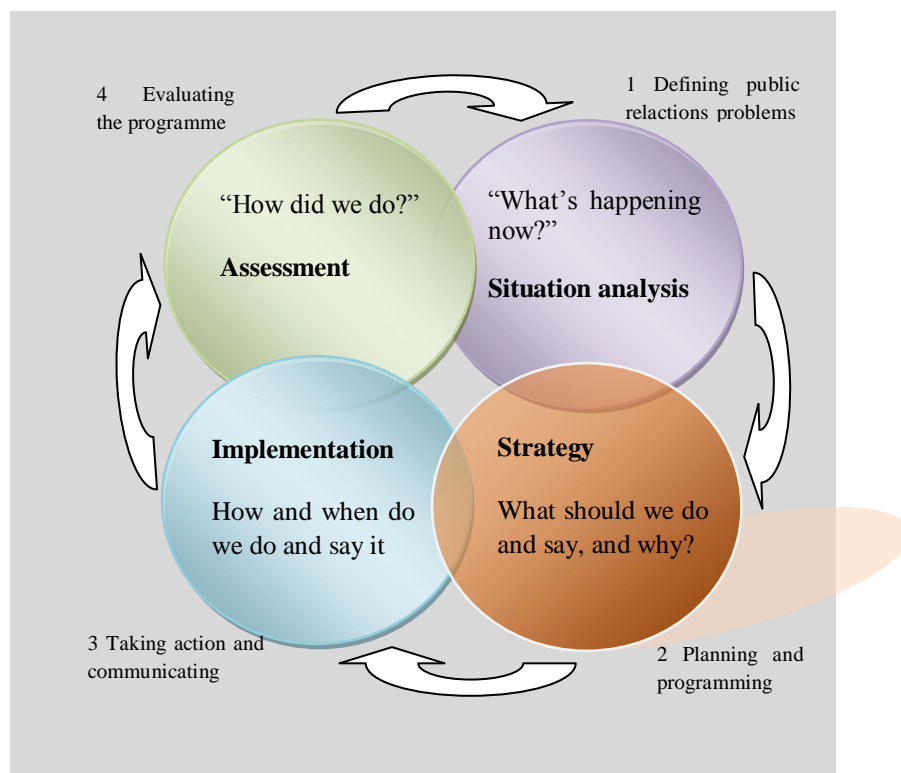 4 Evaluating
the programme
1 Defining public
relactions problems
“How did we do?”
Assessment
“What’s happening
now?”
Situation analysis
Implementation
How and when do
we do and say it
Strategy
What should we do
and say, and why?
3 Taking action and
communicating
2 Planning and
programming